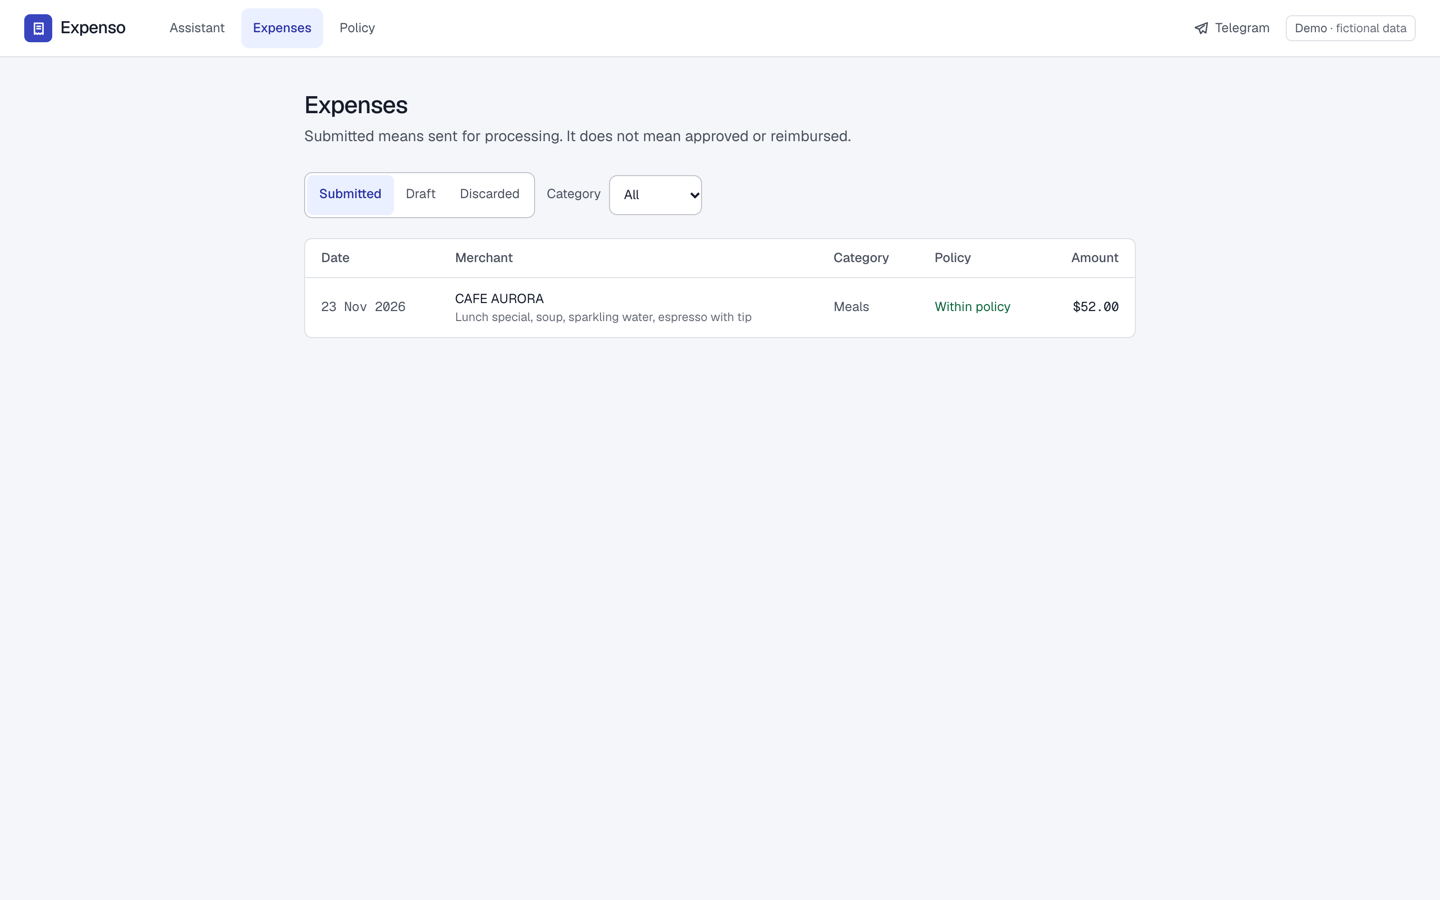 Expenso Assistant Expenses Policy Telegram Demo · fictional data
Expenses
Submitted means sent for processing. It does not mean approved or reimbursed.
Submitted Draft Discarded Category All
Date Merchant Category Policy Amount
23 Nov 2026 CAFE AURORA Meals Within policy $52.00
Lunch special, soup, sparkling water, espresso with tip